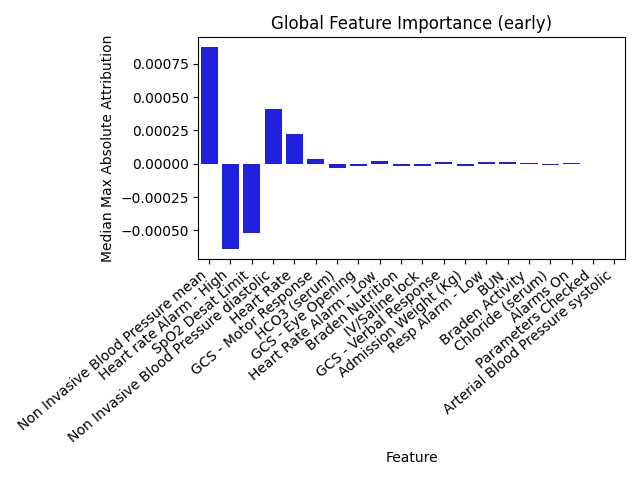 Global Feature Importance (early)
Median Max Absolute Attribution
0.00075
0.00050
0.00025
0.00000
−0.00025
−0.00050
Non Invasive Blood Pressure mean
Heart rate Alarm - High
SpO2 Desat Limit
Non Invasive Blood Pressure diastolic
Heart Rate
GCS - Motor Response
HCO3 (serum)
GCS - Eye Opening
Heart Rate Alarm - Low
Braden Nutrition
IV/Saline lock
GCS - Verbal Response
Admission Weight (Kg)
Resp Alarm - Low
BUN
Braden Activity
Chloride (serum)
Alarms On
Parameters Checked
Arterial Blood Pressure systolic
Feature